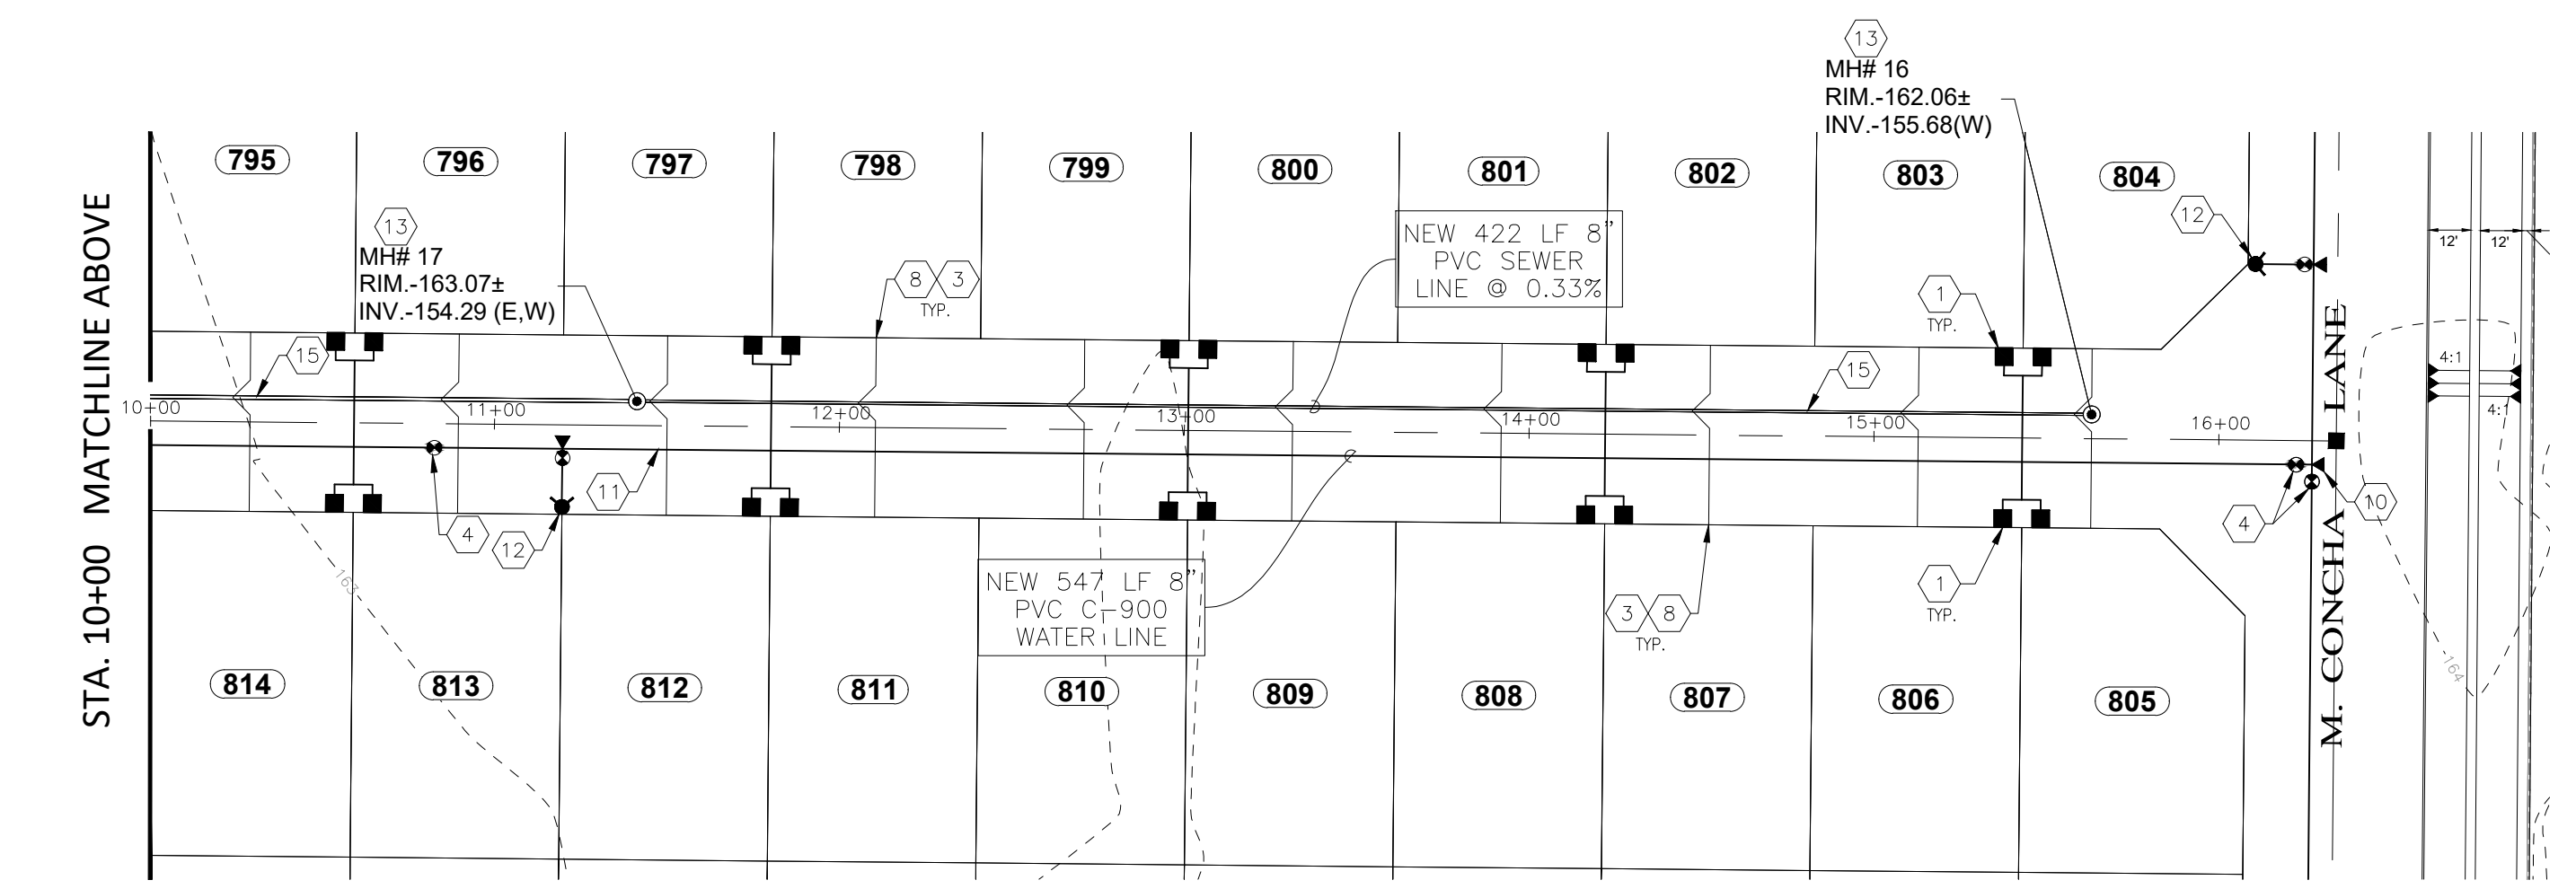 13
MH# 16
RIM.-162.06±
INV.-155.68(W)
795
796
797
798
799
800
801
802
803
804
12
13
MH# 17
RIM.-163.07±
INV.-154.29 (E,W)
8 3
TYP.
NEW 422 LF 8"
PVC SEWER
LINE @ 0.33%
1
TYP.
12' 12'
15
15
4:1
4:1
10+00
11+00
12+00
13+00
14+00
15+00
16+00
STA. 10+00 MATCHLINE ABOVE
M. CONCHA LANE
11
4
12
10
4
163
NEW 547 LF 8"
PVC C-900
WATER LINE
3 8
TYP.
1
TYP.
164
814
813
812
811
810
809
808
807
806
805